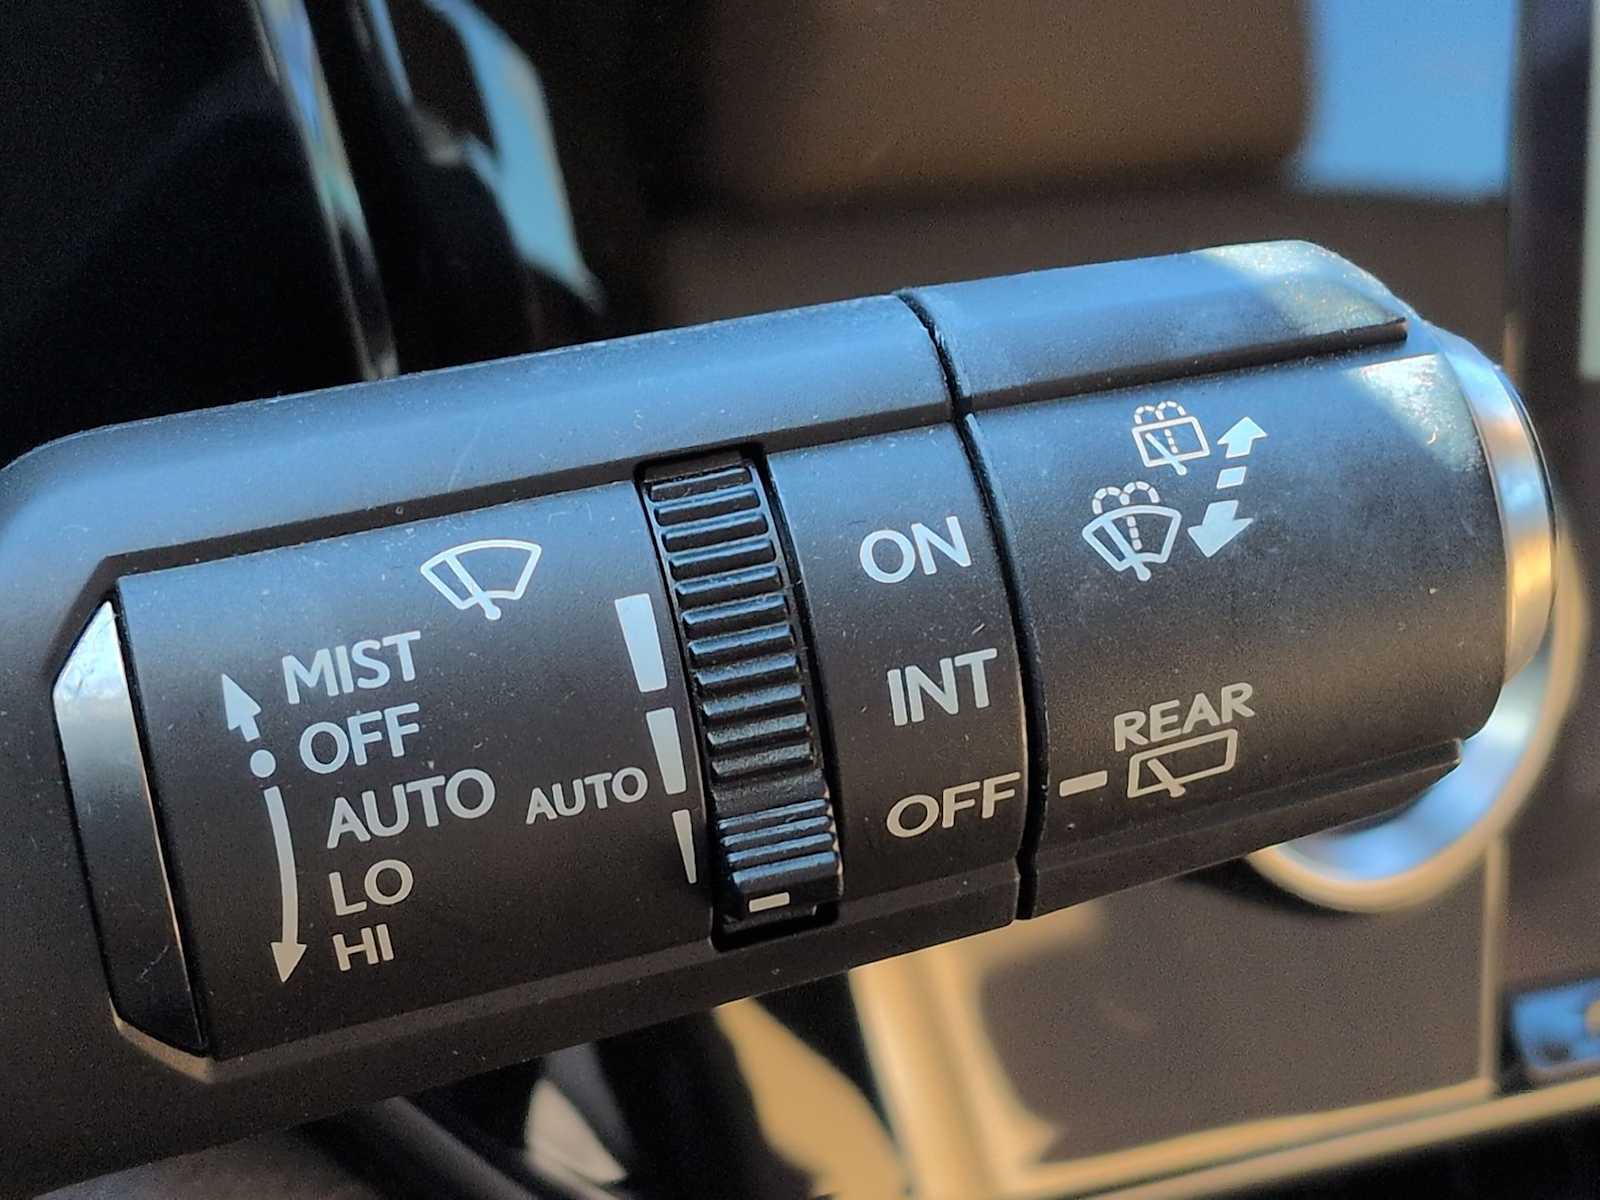 MIST
OFF
AUTO
LO
HI
AUTO
ON
INT
OFF
REAR